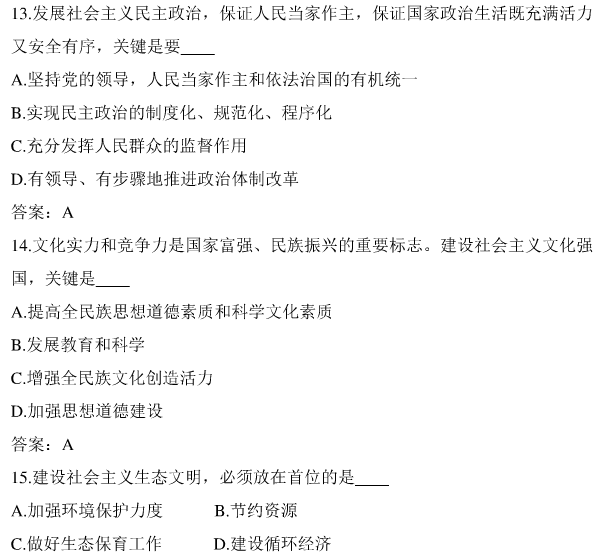 13.发展社会主义民主政治，保证人民当家作主，保证国家政治生活既充满活力
又安全有序，关键是要____
A.坚持党的领导，人民当家作主和依法治国的有机统一
B.实现民主政治的制度化、规范化、程序化
C.充分发挥人民群众的监督作用
D.有领导、有步骤地推进政治体制改革
答案：A
14.文化实力和竞争力是国家富强、民族振兴的重要标志。建设社会主义文化强
国，关键是____
A.提高全民族思想道德素质和科学文化素质
B.发展教育和科学
C.增强全民族文化创造活力
D.加强思想道德建设
答案：A
15.建设社会主义生态文明，必须放在首位的是____
A.加强环境保护力度 B.节约资源
C.做好生态保育工作 D.建设循环经济